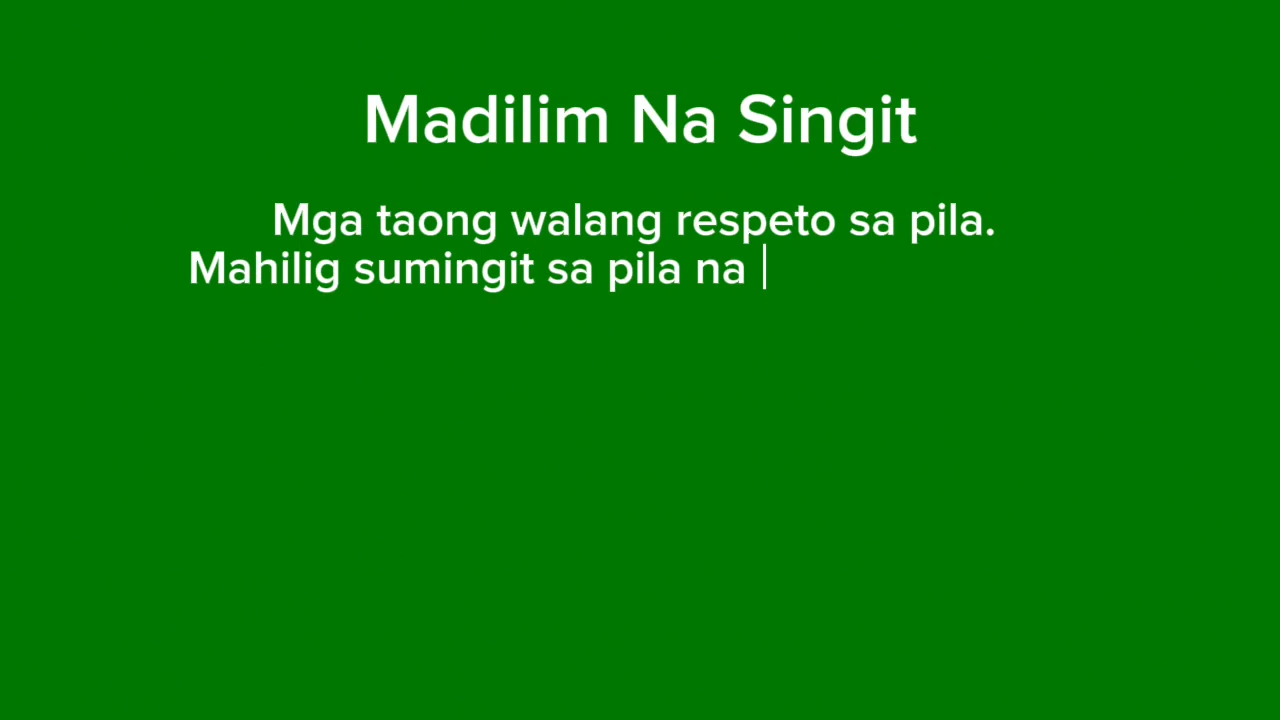 Madilim Na Singit
Mga taong walang respeto sa pila.
Mahilig sumingit sa pila na